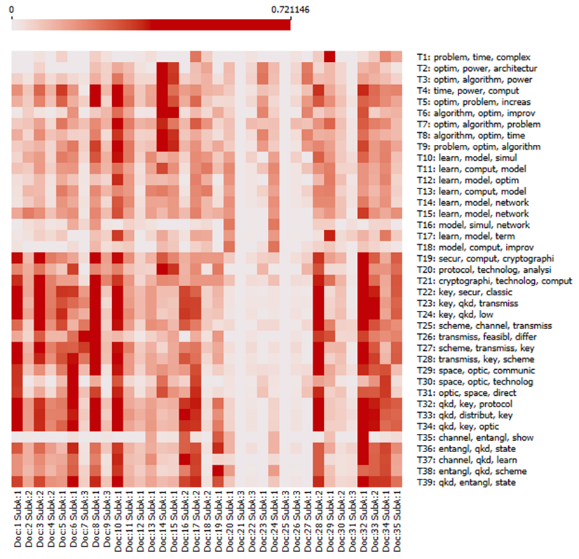 0
0.721146
T1: problem, time, complex
T2: optim, power, architectur
T3: optim, algorithm, power
T4: time, power, comput
T5: optim, problem, increas
T6: algorithm, optim, improv
T7: optim, algorithm, problem
T8: algorithm, optim, time
T9: problem, optim, algorithm
T10: learn, model, simul
T11: learn, comput, model
T12: learn, model, optim
T13: learn, comput, model
T14: learn, model, network
T15: learn, model, network
T16: model, simul, network
T17: learn, model, term
T18: model, comput, improv
T19: secur, comput, cryptographi
T20: protocol, technolog, analysi
T21: cryptographi, technolog, comput
T22: key, secur, classic
T23: key, qkd, transmiss
T24: key, qkd, low
T25: scheme, channel, transmiss
T26: transmiss, feasibl, differ
T27: scheme, transmiss, key
T28: transmiss, key, scheme
T29: space, optic, communic
T30: space, optic, technolog
T31: optic, space, direct
T32: qkd, key, protocol
T33: qkd, distribut, key
T34: qkd, key, optic
T35: channel, entangl, show
T36: entangl, qkd, state
T37: channel, qkd, learn
T38: entangl, qkd, scheme
T39: qkd, entangl, state
Doc:1 Subk:1
Doc:2 Subk:2
Doc:3 Subk:2
Doc:4 Subk:2
Doc:5 Subk:1
Doc:6 Subk:1
Doc:7 Subk:3
Doc:8 Subk:1
Doc:9 Subk:3
Doc:10 Subk:1
Doc:11 Subk:1
Doc:12 Subk:1
Doc:13 Subk:1
Doc:14 Subk:1
Doc:15 Subk:1
Doc:16 Subk:2
Doc:17 Subk:2
Doc:18 Subk:2
Doc:19 Subk:1
Doc:20 Subk:1
Doc:21 Subk:3
Doc:22 Subk:3
Doc:23 Subk:1
Doc:24 Subk:1
Doc:25 Subk:3
Doc:26 Subk:3
Doc:27 Subk:1
Doc:28 Subk:2
Doc:29 Subk:1
Doc:30 Subk:2
Doc:31 Subk:2
Doc:32 Subk:1
Doc:33 Subk:2
Doc:34 Subk:1
Doc:35 Subk:1